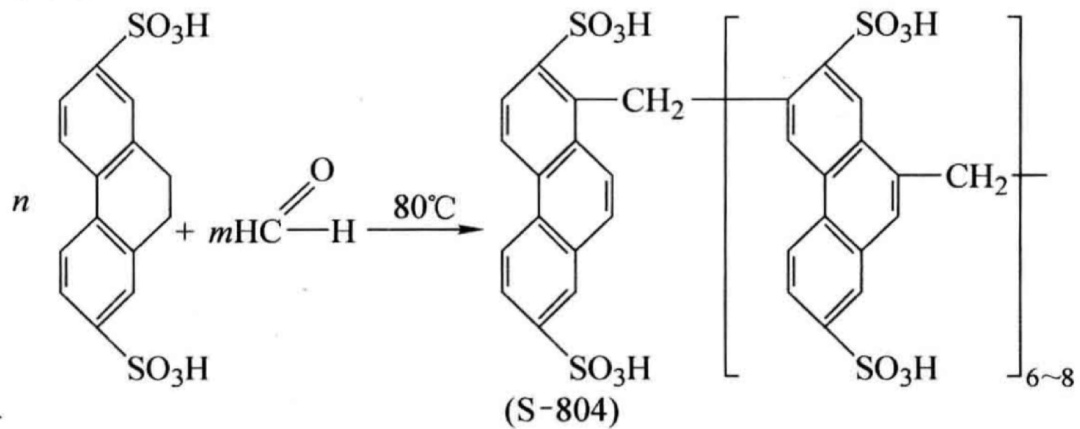 SO₃H SO₃H SO₃H
n + mHC—H O 80℃ CH₂ CH₂
SO₃H SO₃H SO₃H 6~8
(S-804)